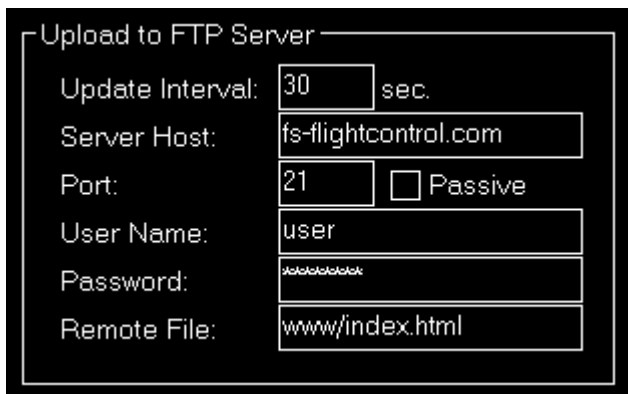 Upload to FTP Server
Update Interval: 30 sec.
Server Host: fs-flightcontrol.com
Port: 21 Passive
User Name: user
Password: *********
Remote File: www/index.html